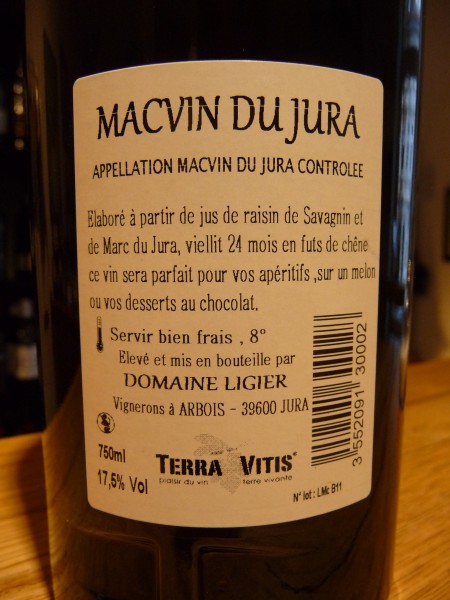 MACVIN DU JURA
APPELLATION MACVIN DU JURA CONTROLEE
Elaboré à partir de jus de raisin de Savagnin et
de Marc du Jura, viellit 24 mois en futs de chêne
ce vin sera parfait pour vos apéritifs ,sur un melon
ou vos desserts au chocolat.
Servir bien frais , 8°
Elevé et mis en bouteille par
DOMAINE LIGIER
Vignerons à ARBOIS - 39600 JURA
750ml
17,5% Vol
TERRA VITIS®
plaisir du vin terre vivante
3 552091 30002
N° lot : LMc B11